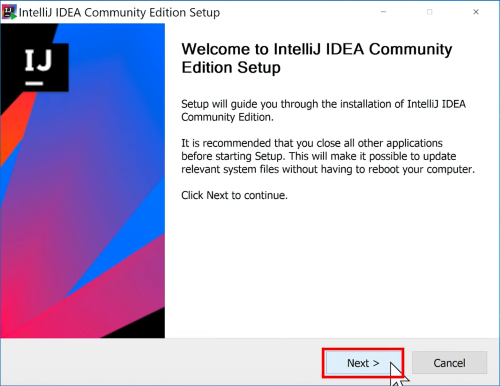 IntelliJ IDEA Community Edition Setup
IJ
Welcome to IntelliJ IDEA Community
Edition Setup
Setup will guide you through the installation of IntelliJ IDEA
Community Edition.
It is recommended that you close all other applications
before starting Setup. This will make it possible to update
relevant system files without having to reboot your computer.
Click Next to continue.
Next >
Cancel